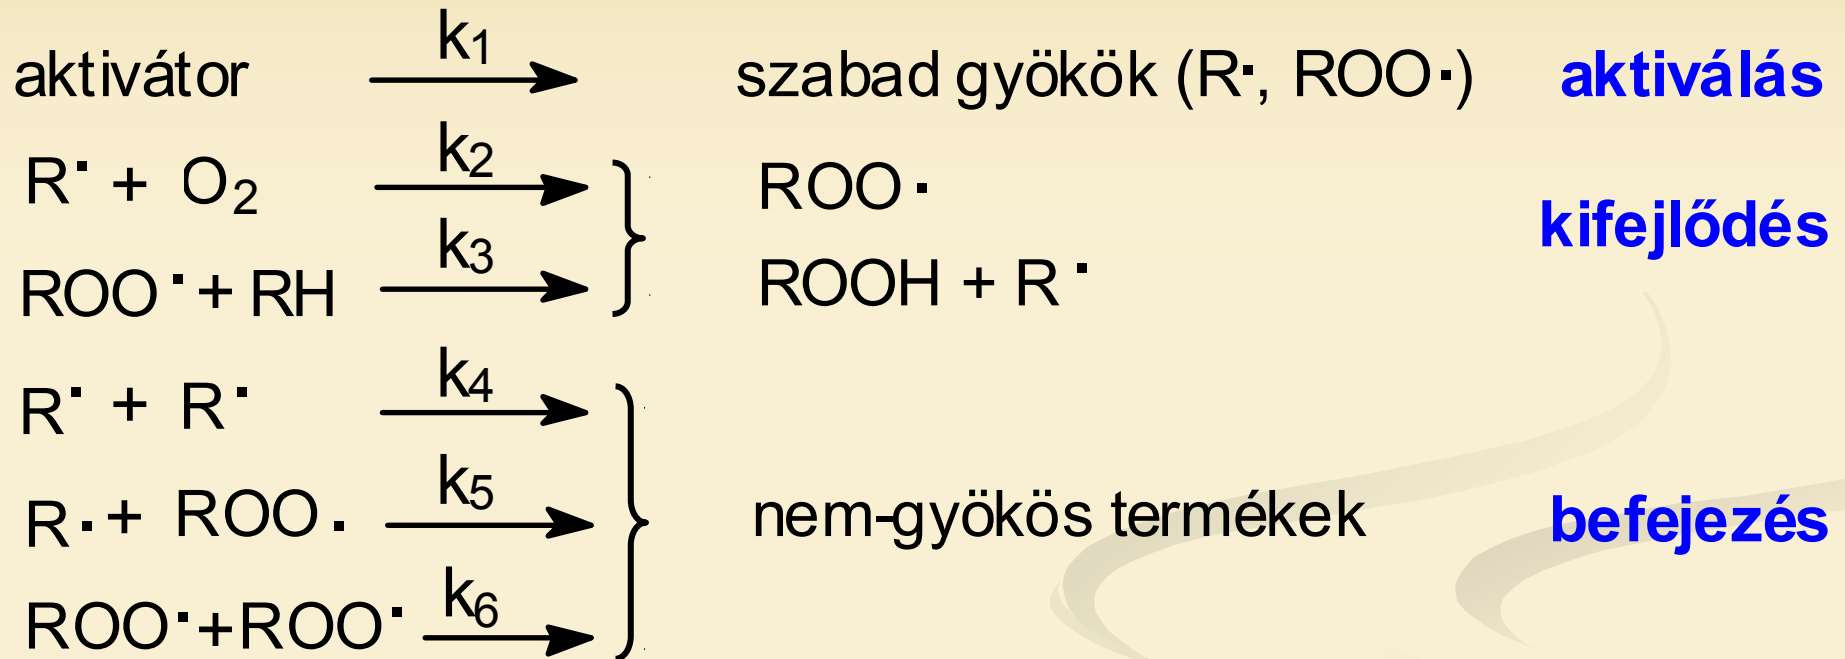 aktivátor k₁ szabad gyökök (R·, ROO·) aktiválás
R· + O₂ k₂ ROO·
kifejlődés
ROO· + RH k₃ ROOH + R·
R· + R· k₄
R· + ROO· k₅ nem-gyökös termékek befejezés
ROO·+ROO· k₆